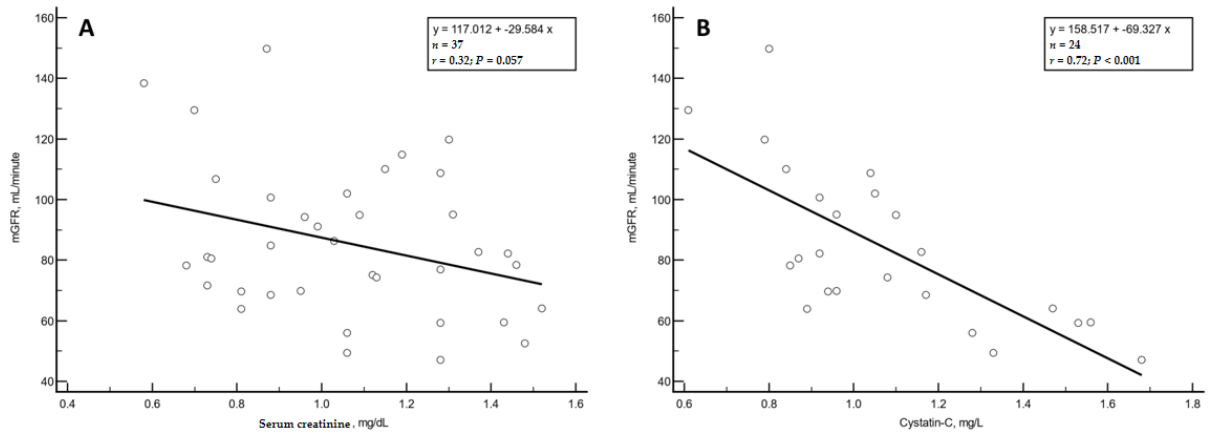 A
y = 117.012 + -29.584 x
n = 37
r = 0.32; P = 0.057
160
140
120
100
80
60
40
mGFR, mL/minute
0.4 0.6 0.8 1.0 1.2 1.4 1.6
Serum creatinine, mg/dL
B
y = 158.517 + -69.327 x
n = 24
r = 0.72; P < 0.001
160
140
120
100
80
60
40
mGFR, mL/minute
0.6 0.8 1.0 1.2 1.4 1.6 1.8
Cystatin-C, mg/L